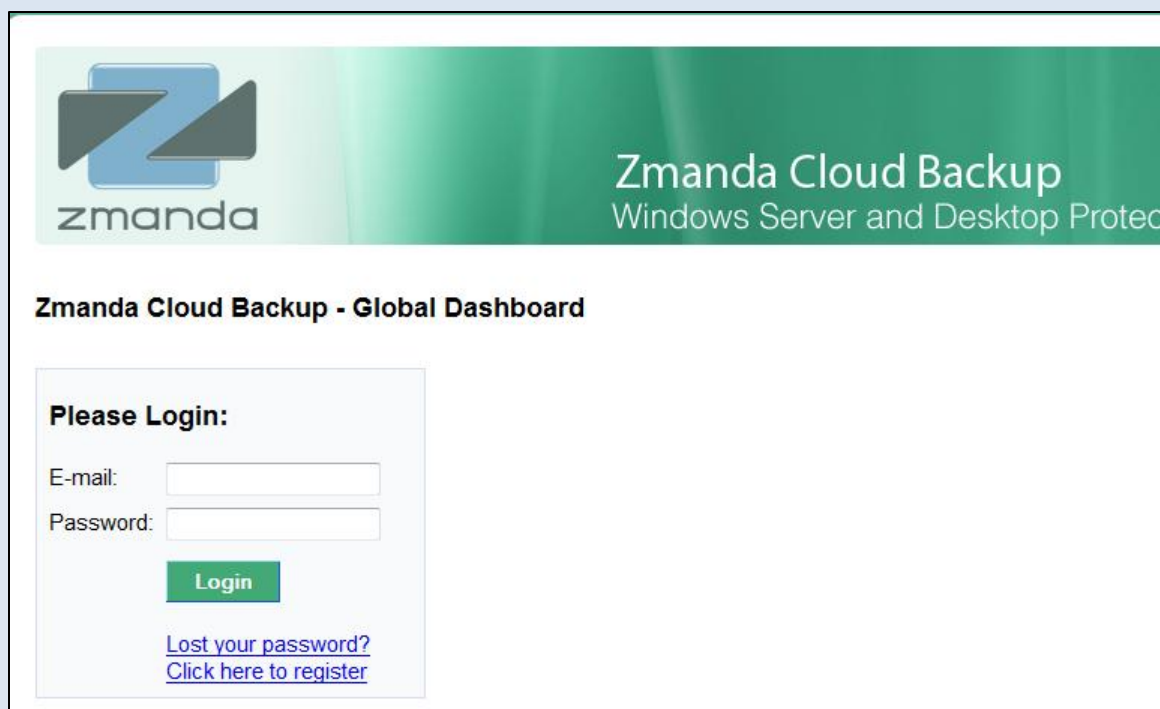 zmanda
Zmanda Cloud Backup
Windows Server and Desktop Protec
Zmanda Cloud Backup - Global Dashboard
Please Login:
E-mail:
Password:
Login
Lost your password?
Click here to register